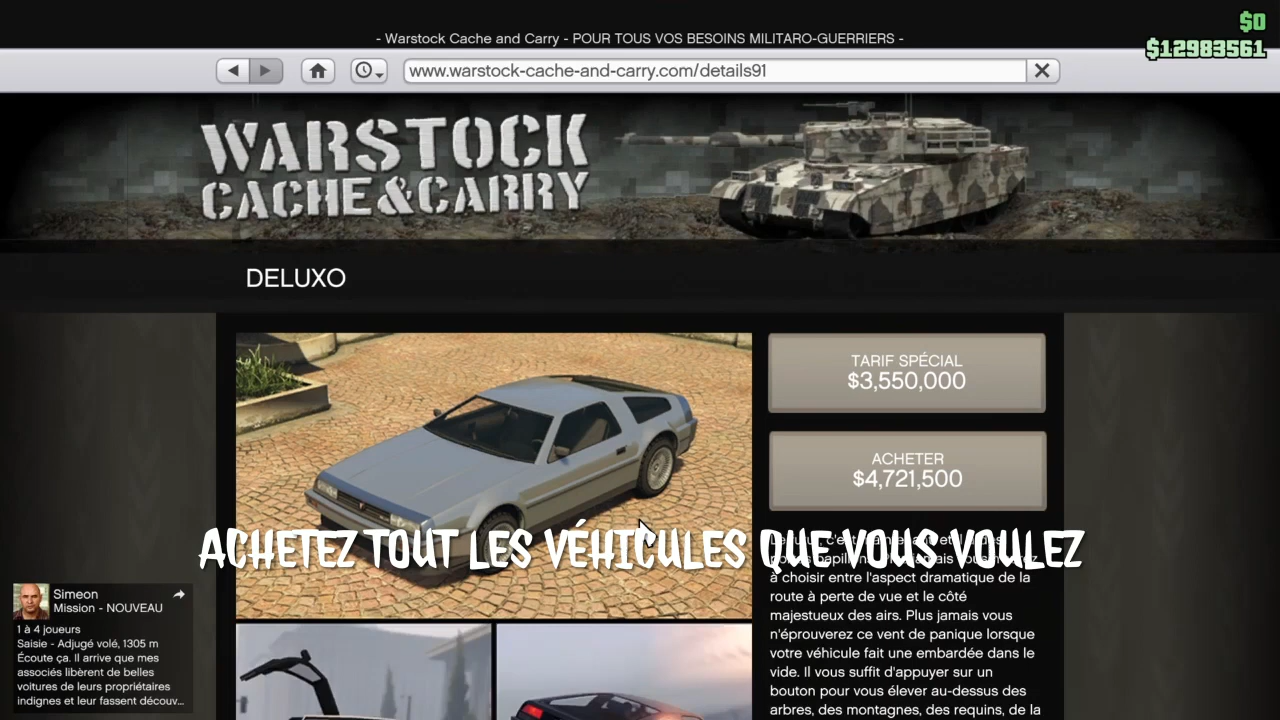 $0
- Warstock Cache and Carry - POUR TOUS VOS BESOINS MILITARO-GUERRIERS -
$12983561
www.warstock-cache-and-carry.com/details91
WARSTOCK
CACHE&CARRY
DELUXO
TARIF SPÉCIAL
$3,550,000
ACHETER
$4,721,500
ACHETEZ TOUT LES VÉHICULES QUE VOUS VOULEZ
à choisir entre l'aspect dramatique de la
route à perte de vue et le côté
majestueux des airs. Plus jamais vous
n'éprouverez ce vent de panique lorsque
votre véhicule fait une embardée dans le
vide. Il vous suffit d'appuyer sur un
bouton pour vous élever au-dessus des
arbres, des montagnes, des requins, de la
Simeon
Mission - NOUVEAU
1 à 4 joueurs
Saisie - Adjugé volé, 1305 m
Écoute ça. Il arrive que mes
associés libèrent de belles
voitures de leurs propriétaires
indignes et leur fassent découv...